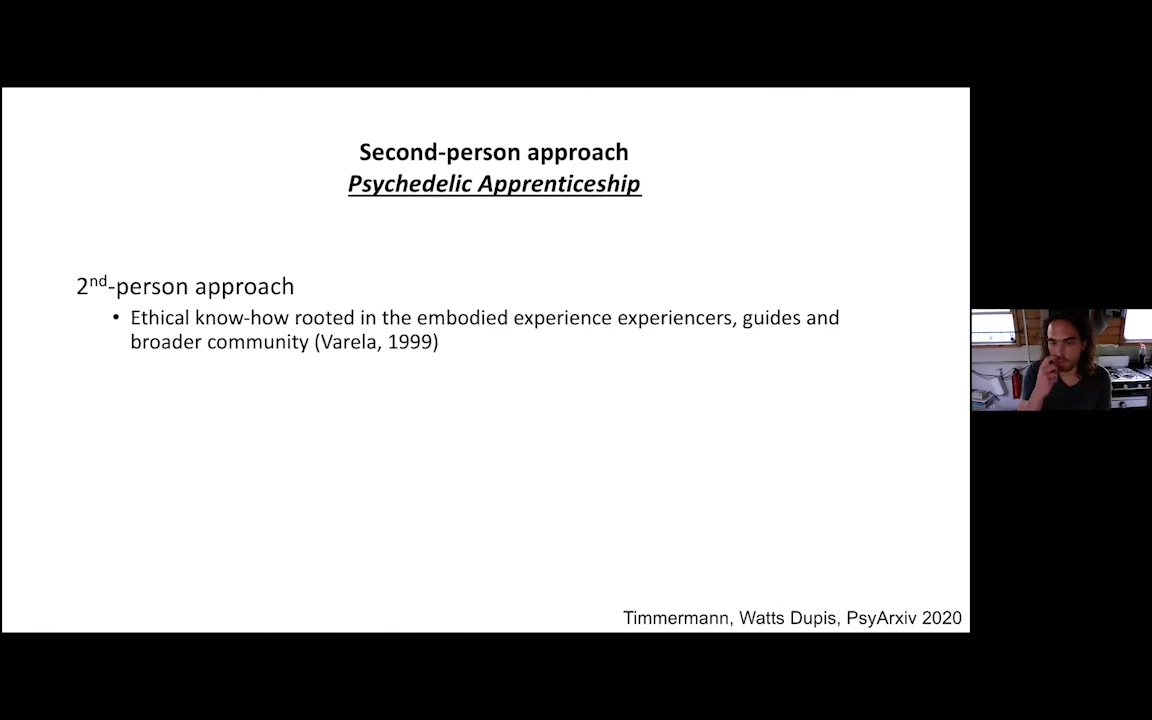 Second-person approach
Psychedelic Apprenticeship
2nd-person approach
• Ethical know-how rooted in the embodied experience experiencers, guides and
broader community (Varela, 1999)
Timmermann, Watts Dupis, PsyArxiv 2020